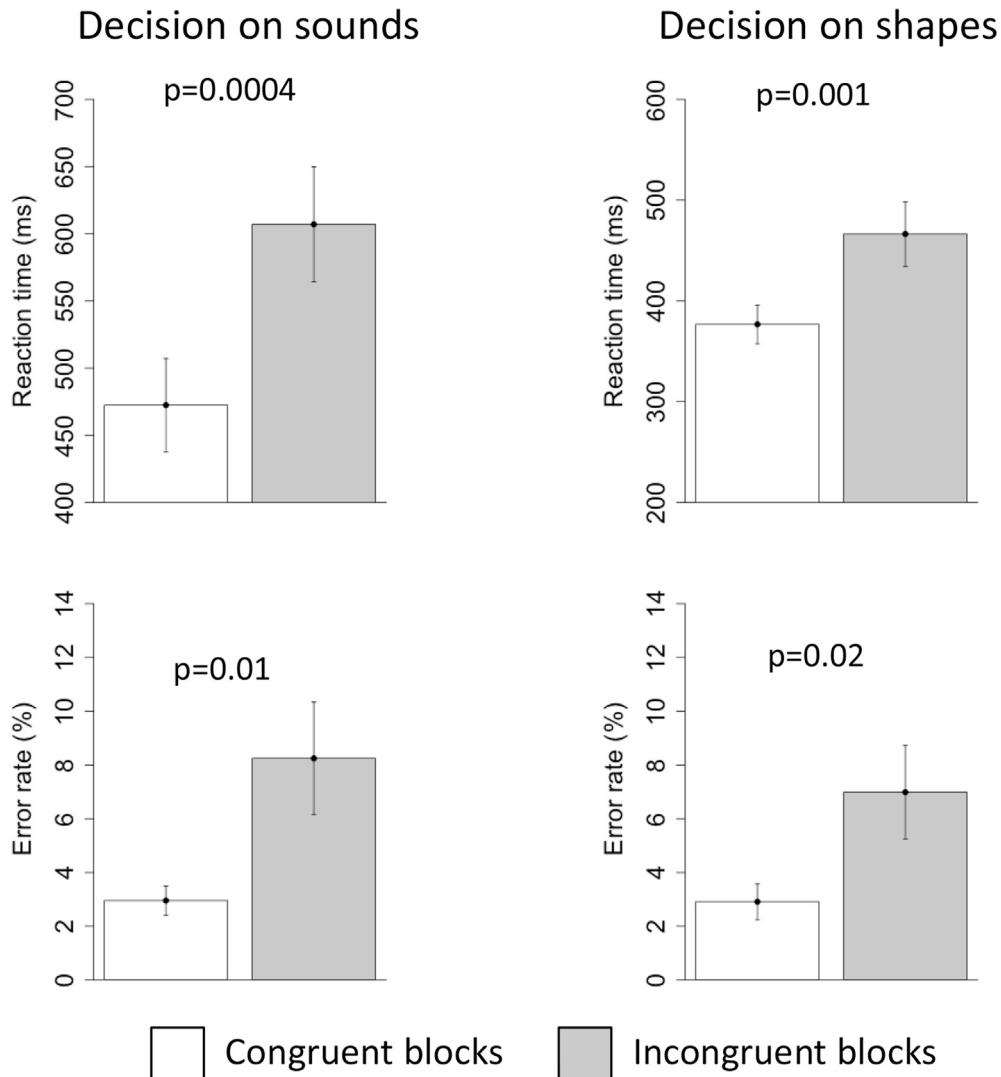 Decision on sounds
Decision on shapes
p=0.0004
Reaction time (ms)
700
650
600
550
500
450
400
p=0.001
Reaction time (ms)
600
500
400
300
200
p=0.01
Error rate (%)
14
12
10
8
6
4
2
0
p=0.02
Error rate (%)
14
12
10
8
6
4
2
0
Congruent blocks
Incongruent blocks